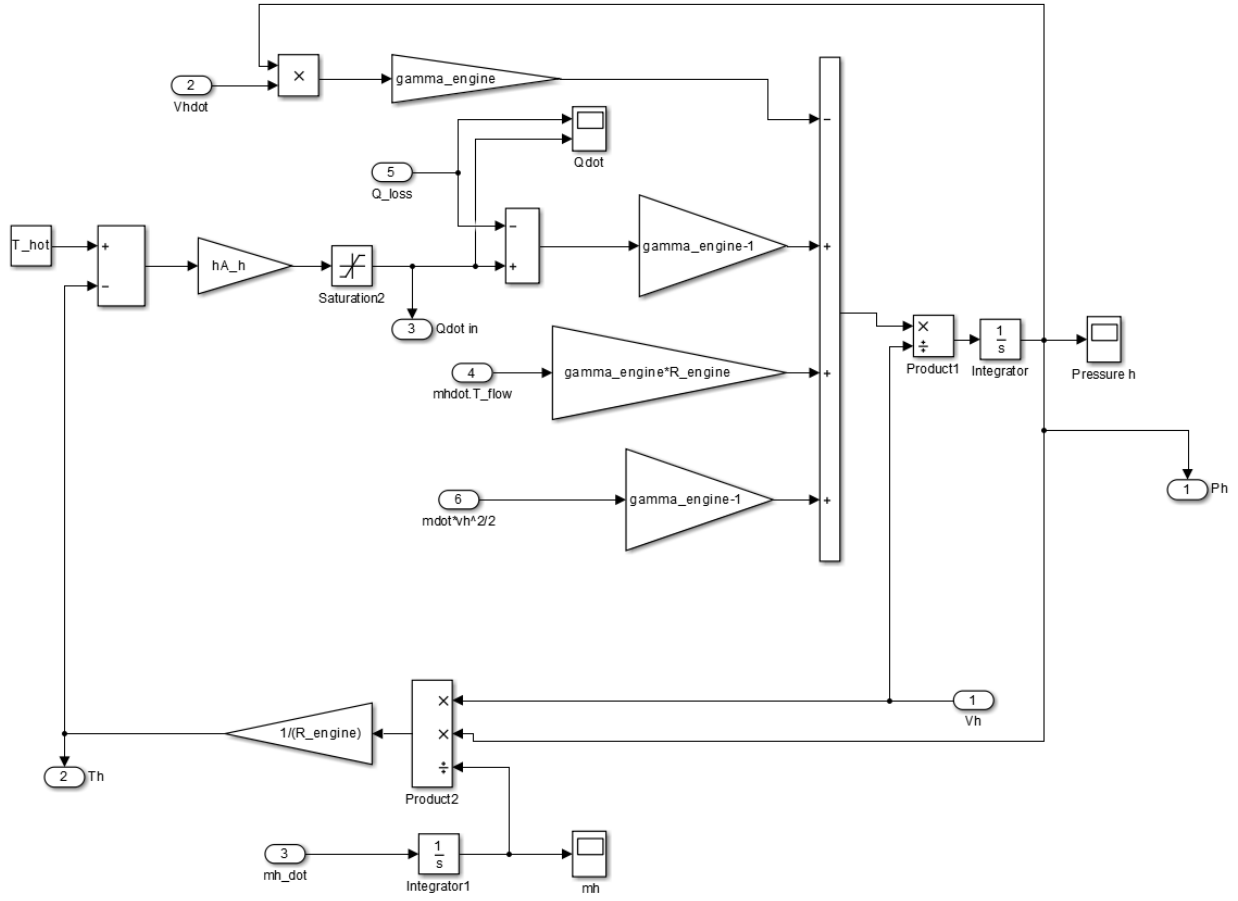 ×
gamma_engine
2
Vhdot
−
Qdot
5
Q_loss
T_hot
+
−
hA_h
Saturation2
−
+
gamma_engine-1
+
3
Qdot in
4
mhdot.T_flow
gamma_engine*R_engine
+
×
÷
Product1
1
s
Integrator
Pressure h
6
mdot*vh^2/2
gamma_engine-1
+
1
Ph
1
Vh
×
×
÷
Product2
1/(R_engine)
2
Th
3
mh_dot
1
s
Integrator1
mh